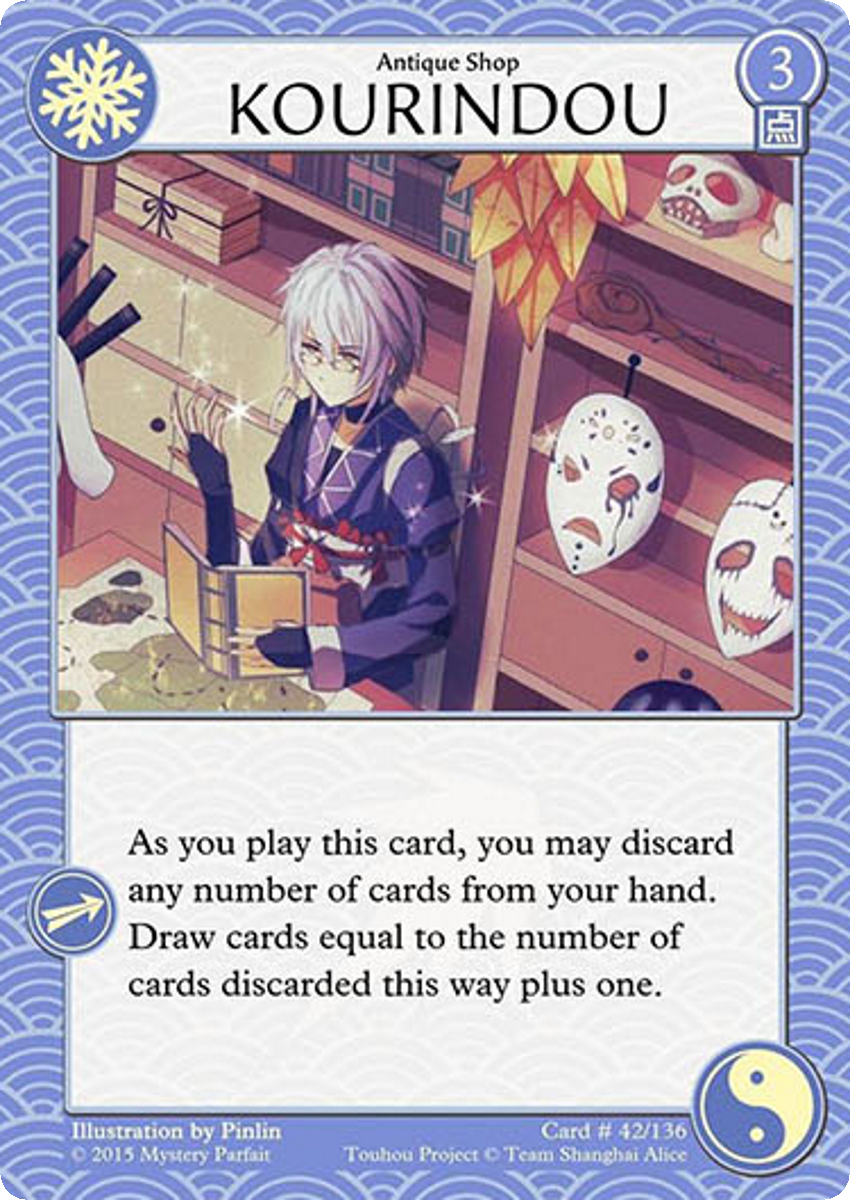 Antique Shop
KOURINDOU
3
点
As you play this card, you may discard
any number of cards from your hand.
Draw cards equal to the number of
cards discarded this way plus one.
Illustration by Pinlin
Card # 42/136
© 2015 Mystery Parfait
Touhou Project © Team Shanghai Alice